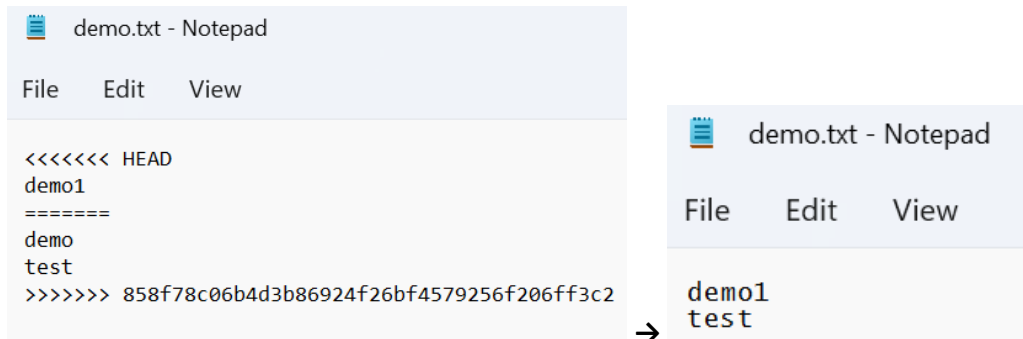 demo.txt - Notepad
File Edit View
<<<<<<< HEAD
demo1
=======
demo
test
>>>>>>> 858f78c06b4d3b86924f26bf4579256f206ff3c2
→
demo.txt - Notepad
File Edit View
demo1
test